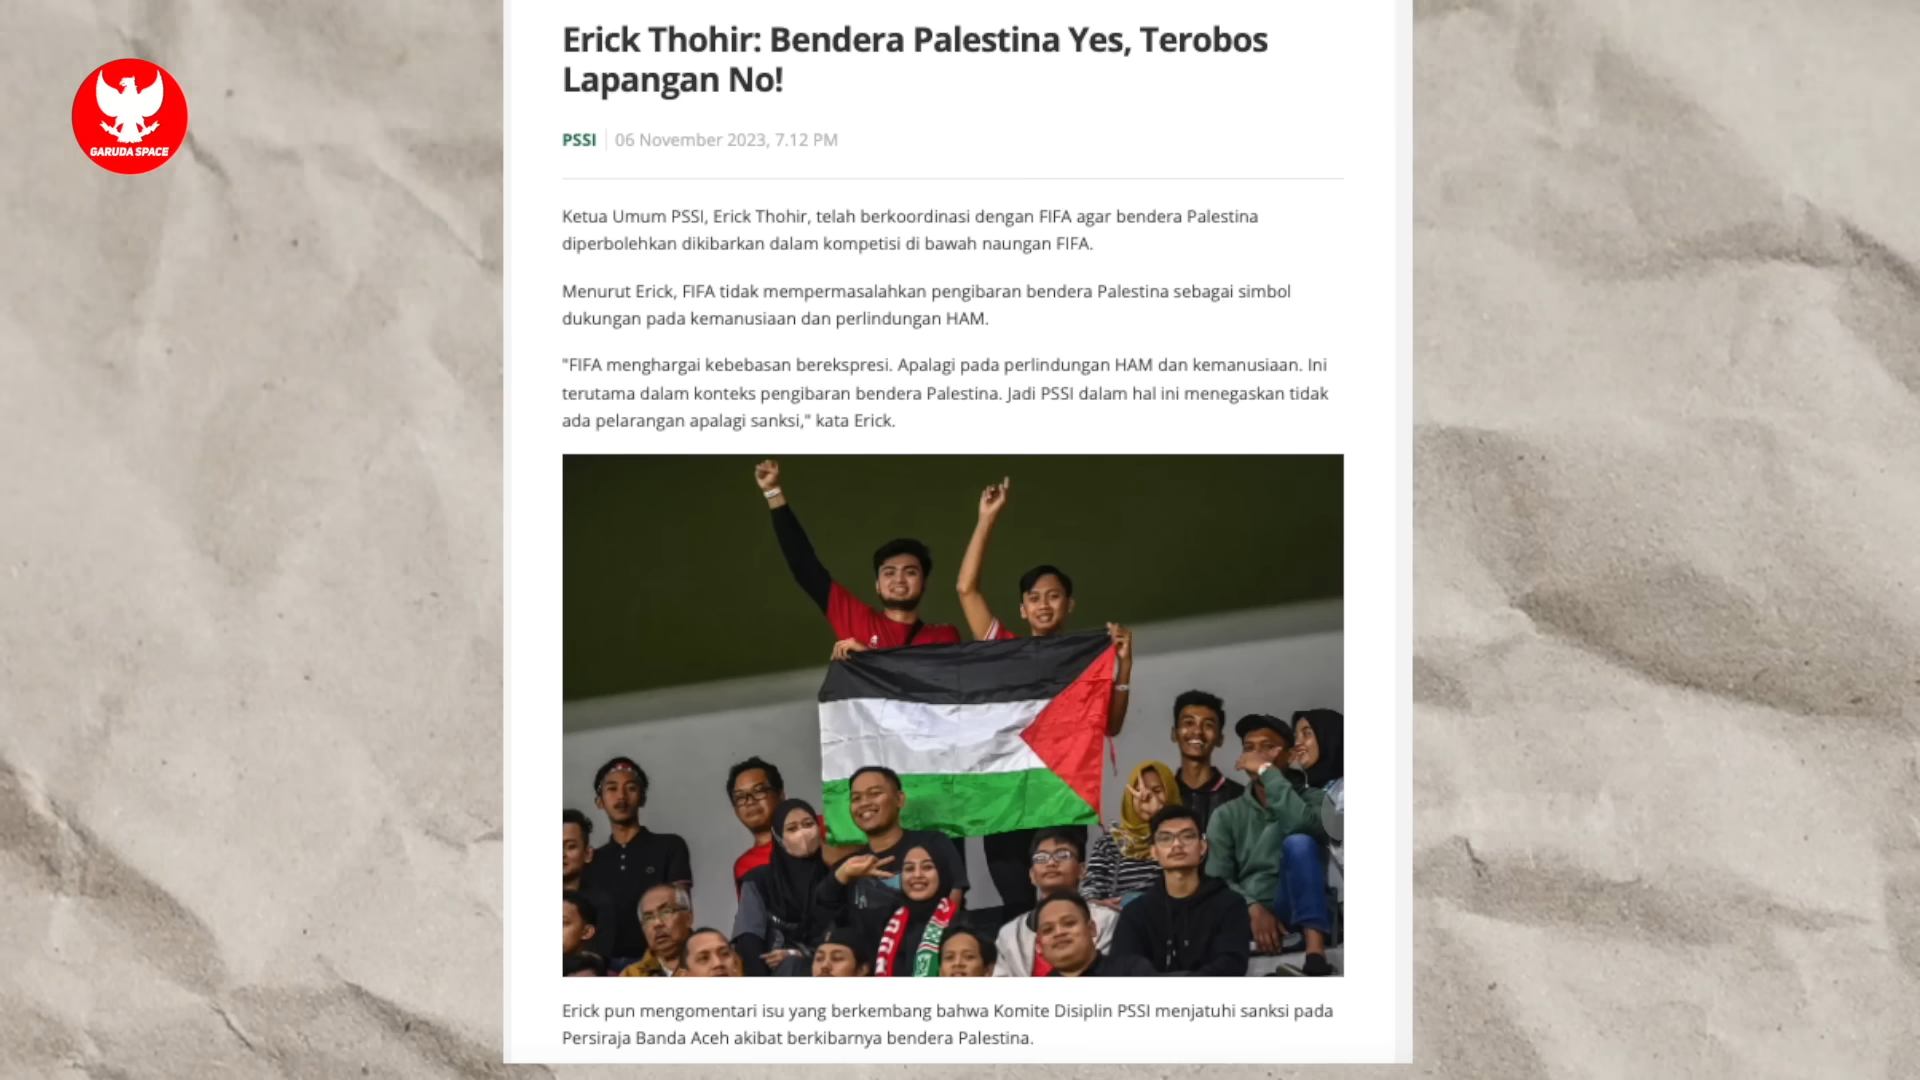 GARUDA SPACE
Erick Thohir: Bendera Palestina Yes, Terobos
Lapangan No!
PSSI 06 November 2023, 7.12 PM
Ketua Umum PSSI, Erick Thohir, telah berkoordinasi dengan FIFA agar bendera Palestina
diperbolehkan dikibarkan dalam kompetisi di bawah naungan FIFA.
Menurut Erick, FIFA tidak mempermasalahkan pengibaran bendera Palestina sebagai simbol
dukungan pada kemanusiaan dan perlindungan HAM.
"FIFA menghargai kebebasan berekspresi. Apalagi pada perlindungan HAM dan kemanusiaan. Ini
terutama dalam konteks pengibaran bendera Palestina. Jadi PSSI dalam hal ini menegaskan tidak
ada pelarangan apalagi sanksi," kata Erick.
Erick pun mengomentari isu yang berkembang bahwa Komite Disiplin PSSI menjatuhi sanksi pada
Persiraja Banda Aceh akibat berkibarnya bendera Palestina.